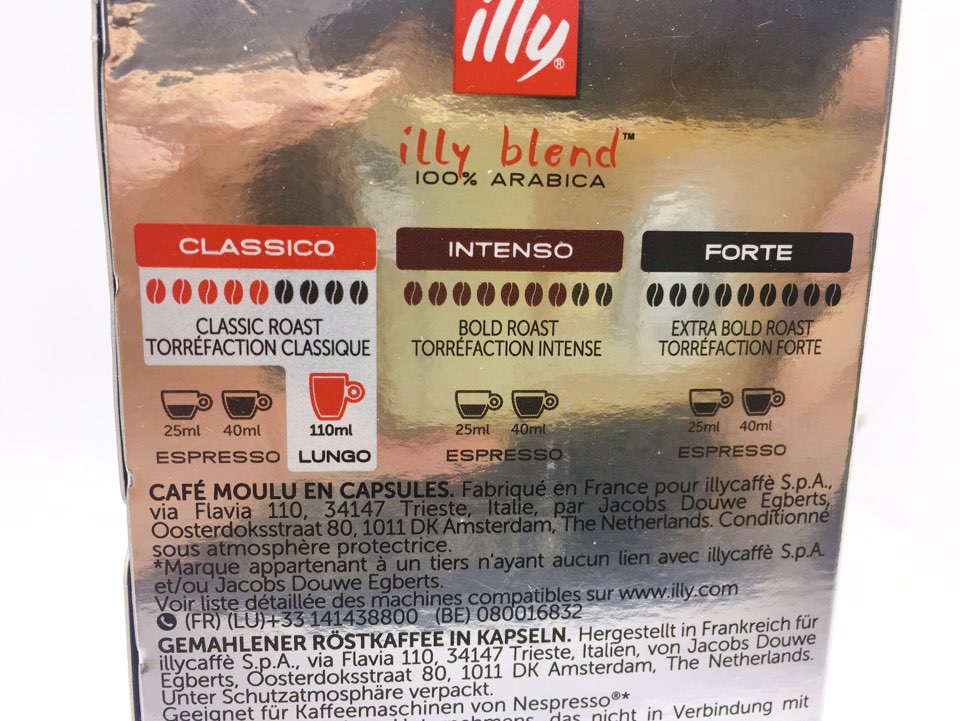 illy®
illy blend™
100% ARABICA
CLASSICO
CLASSIC ROAST
TORRÉFACTION CLASSIQUE
25ml 40ml 110ml
ESPRESSO LUNGO
INTENSO
BOLD ROAST
TORRÉFACTION INTENSE
25ml 40ml
ESPRESSO
FORTE
EXTRA BOLD ROAST
TORRÉFACTION FORTE
25ml 40ml
ESPRESSO
CAFÉ MOULU EN CAPSULES. Fabriqué en France pour illycaffè S.p.A.,
via Flavia 110, 34147 Trieste, Italie, par Jacobs Douwe Egberts,
Oosterdoksstraat 80, 1011 DK Amsterdam, The Netherlands. Conditionné
sous atmosphère protectrice.
*Marque appartenant à un tiers n'ayant aucun lien avec illycaffè S.p.A.
et/ou Jacobs Douwe Egberts.
Voir liste détaillée des machines compatibles sur www.illy.com
(FR) (LU)+33 141438800 (BE) 080016832
GEMAHLENER RÖSTKAFFEE IN KAPSELN. Hergestellt in Frankreich für
illycaffè S.p.A., via Flavia 110, 34147 Trieste, Italien, von Jacobs Douwe
Egberts, Oosterdoksstraat 80, 1011 DK Amsterdam, The Netherlands.
Unter Schutzatmosphäre verpackt.
Geeignet für Kaffeemaschinen von Nespresso®*
das nicht in Verbindung mit